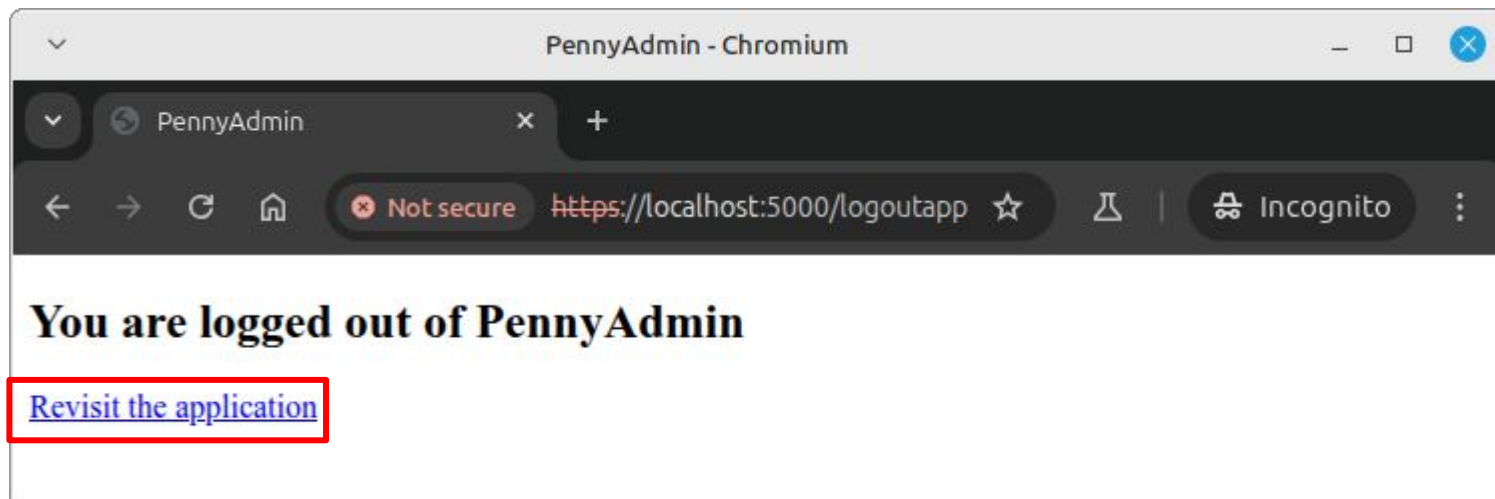 PennyAdmin - Chromium
PennyAdmin
Not secure https://localhost:5000/logoutapp Incognito
You are logged out of PennyAdmin
Revisit the application